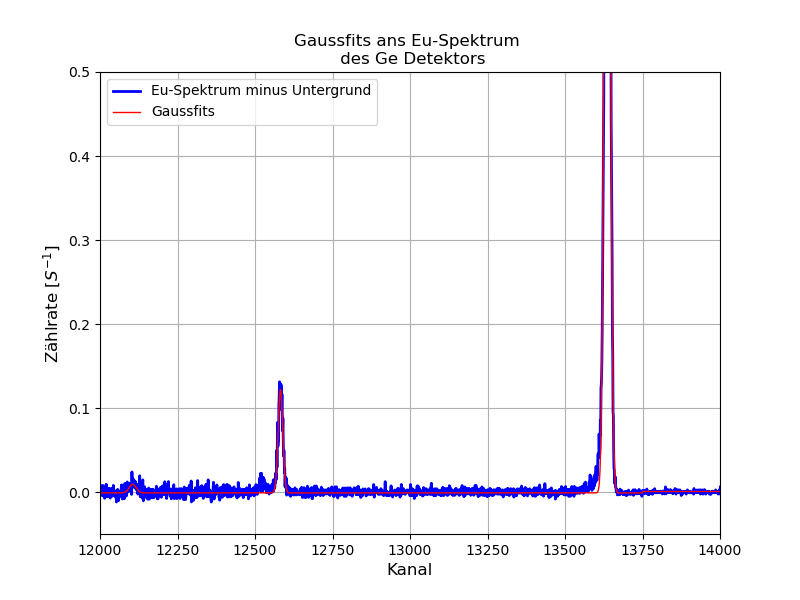 Gaussfits ans Eu-Spektrum
des Ge Detektors
Eu-Spektrum minus Untergrund
Gaussfits
Zählrate [$S^{-1}$]
0.5
0.4
0.3
0.2
0.1
0.0
12000 12250 12500 12750 13000 13250 13500 13750 14000
Kanal